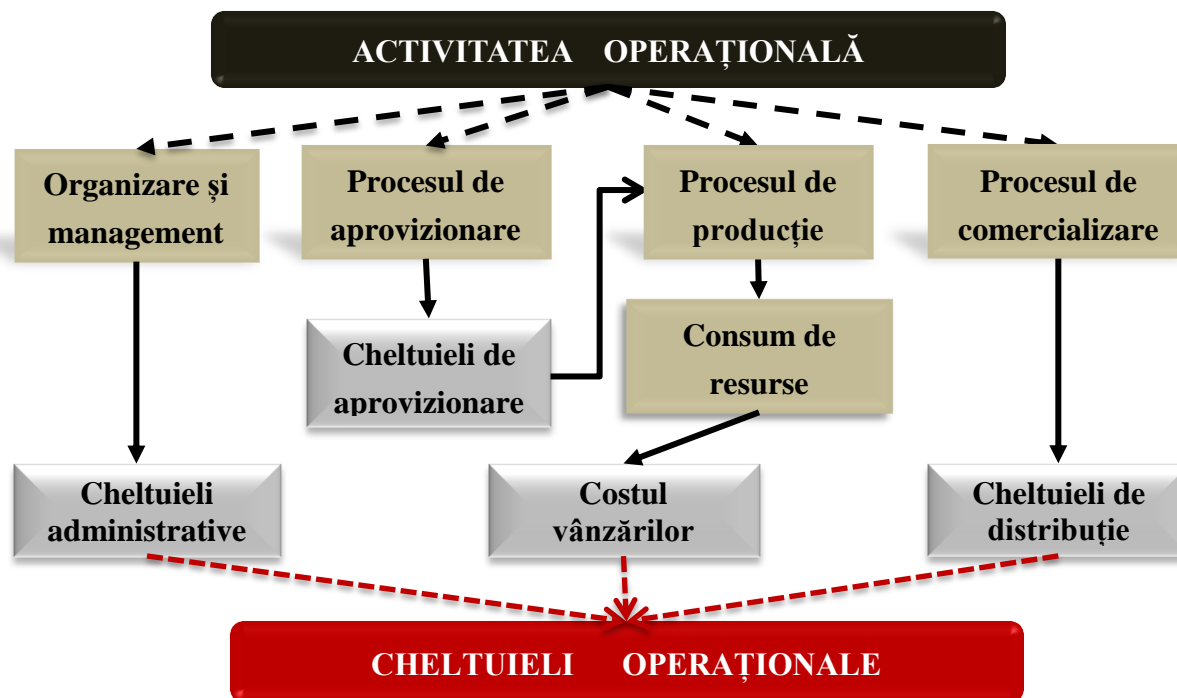 ACTIVITATEA OPERAȚIONALĂ
Organizare și
management
Procesul de
aprovizionare
Procesul de
producție
Procesul de
comercializare
Cheltuieli de
aprovizionare
Consum de
resurse
Cheltuieli
administrative
Costul
vânzărilor
Cheltuieli de
distribuție
CHELTUIELI OPERAȚIONALE